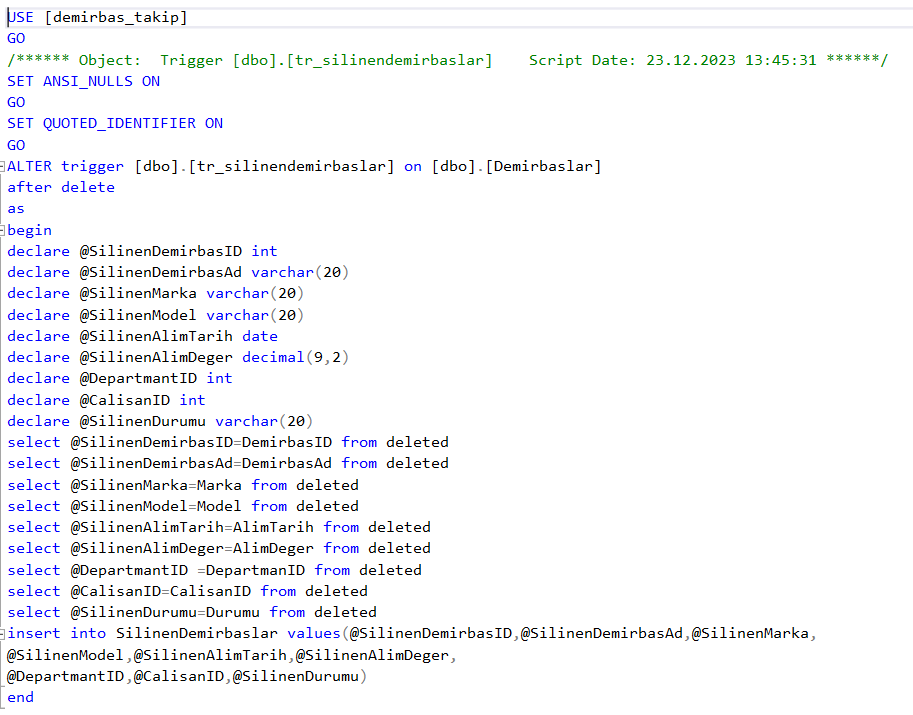 USE [demirbas_takip]
GO
/****** Object:  Trigger [dbo].[tr_silinendemirbaslar]    Script Date: 23.12.2023 13:45:31 ******/
SET ANSI_NULLS ON
GO
SET QUOTED_IDENTIFIER ON
GO
ALTER trigger [dbo].[tr_silinendemirbaslar] on [dbo].[Demirbaslar]
after delete
as
begin
declare @SilinenDemirbasID int
declare @SilinenDemirbasAd varchar(20)
declare @SilinenMarka varchar(20)
declare @SilinenModel varchar(20)
declare @SilinenAlimTarih date
declare @SilinenAlimDeger decimal(9,2)
declare @DepartmantID int
declare @CalisanID int
declare @SilinenDurumu varchar(20)
select @SilinenDemirbasID=DemirbasID from deleted
select @SilinenDemirbasAd=DemirbasAd from deleted
select @SilinenMarka=Marka from deleted
select @SilinenModel=Model from deleted
select @SilinenAlimTarih=AlimTarih from deleted
select @SilinenAlimDeger=AlimDeger from deleted
select @DepartmantID =DepartmanID from deleted
select @CalisanID=CalisanID from deleted
select @SilinenDurumu=Durumu from deleted
insert into SilinenDemirbaslar values(@SilinenDemirbasID,@SilinenDemirbasAd,@SilinenMarka,
@SilinenModel,@SilinenAlimTarih,@SilinenAlimDeger,
@DepartmantID,@CalisanID,@SilinenDurumu)
end